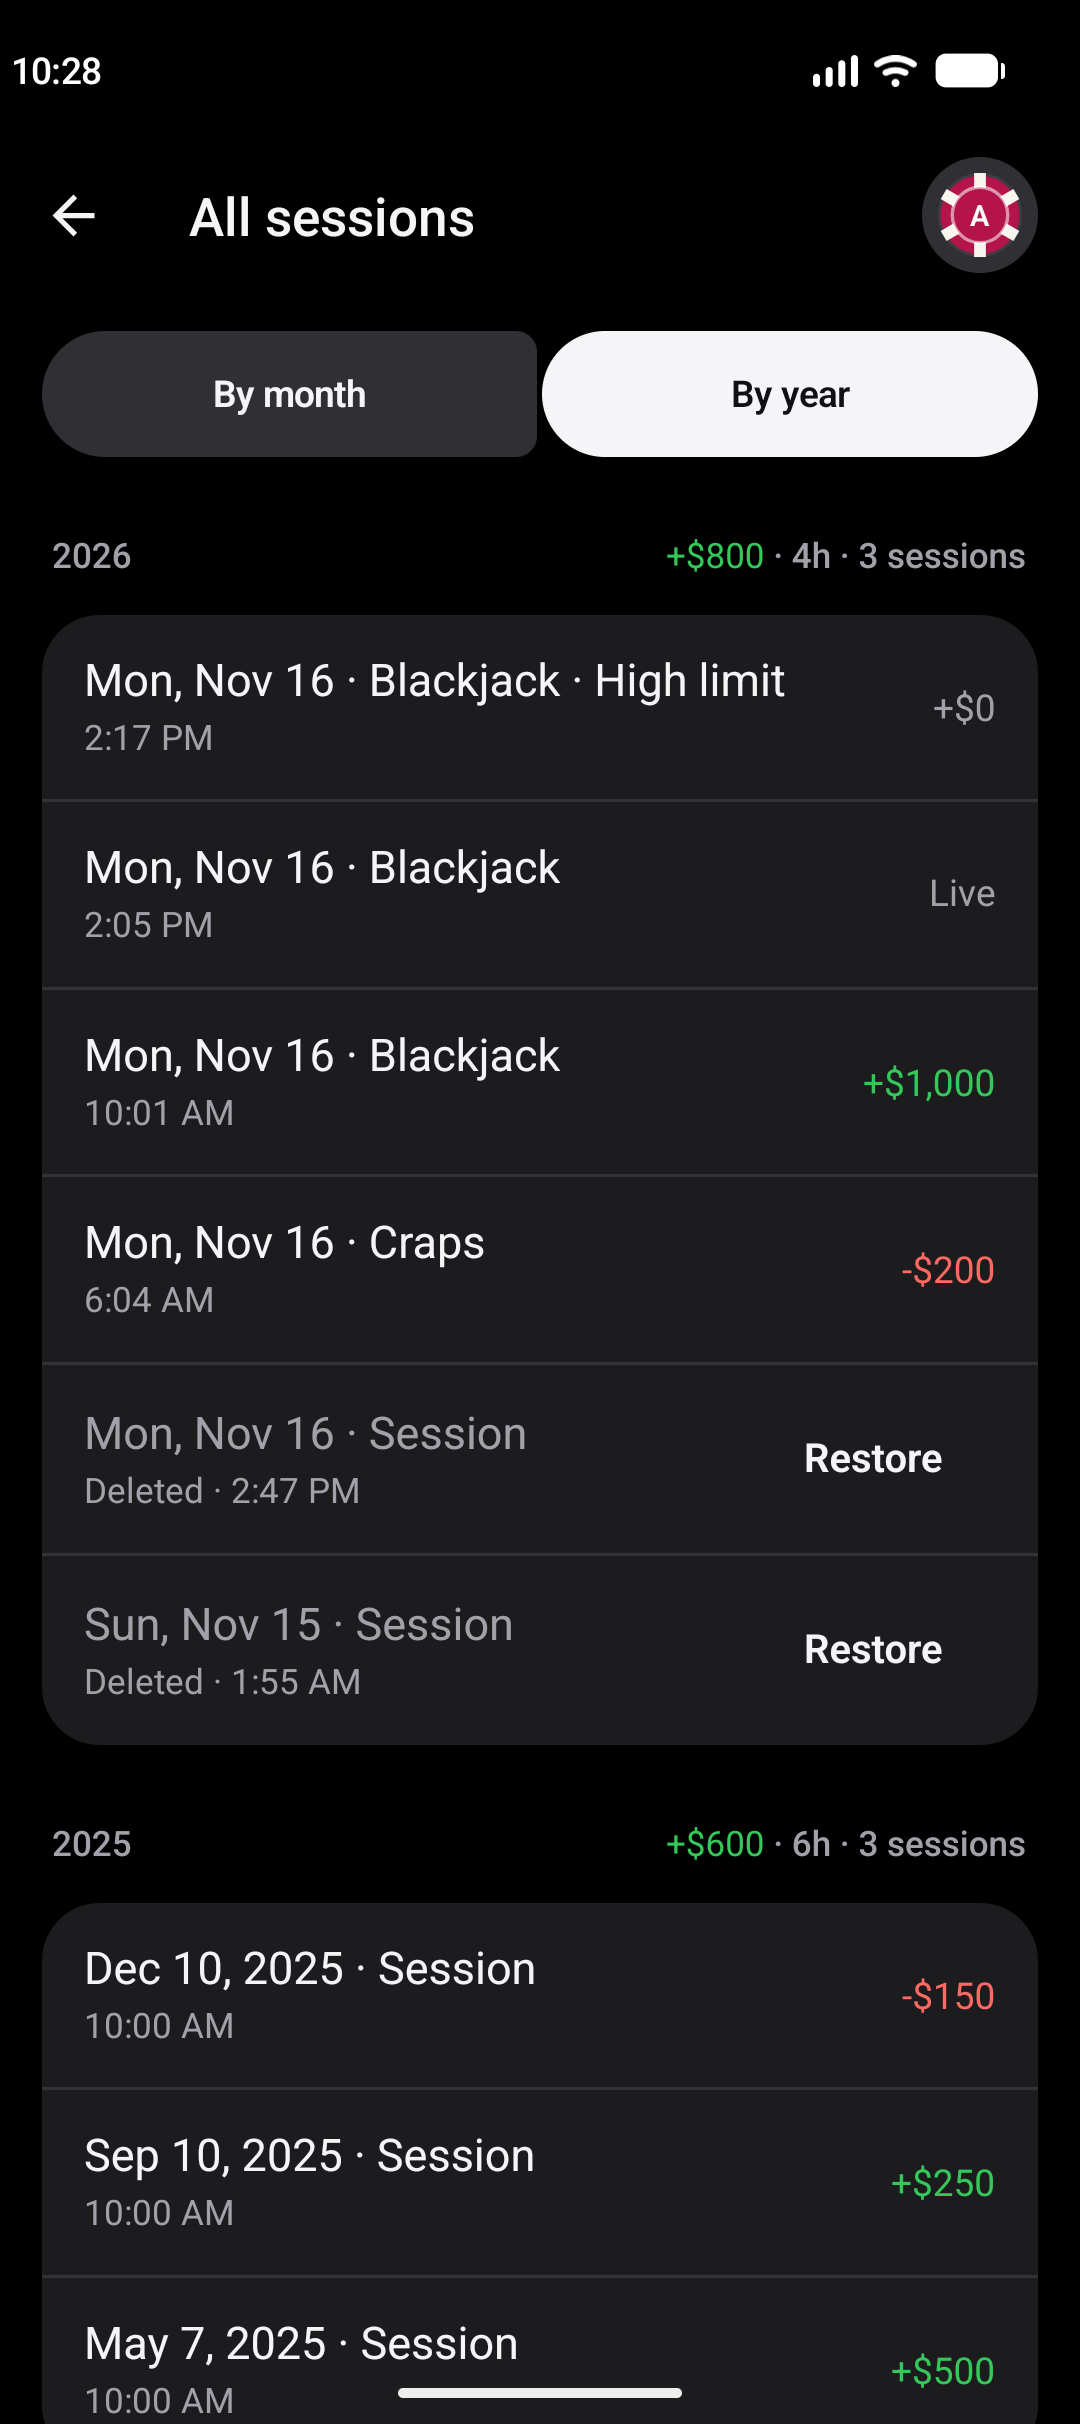 10:28
All sessions
A
By month
By year
2026
+$800 · 4h · 3 sessions
Mon, Nov 16 · Blackjack · High limit
2:17 PM
+$0
Mon, Nov 16 · Blackjack
2:05 PM
Live
Mon, Nov 16 · Blackjack
10:01 AM
+$1,000
Mon, Nov 16 · Craps
6:04 AM
-$200
Mon, Nov 16 · Session
Deleted · 2:47 PM
Restore
Sun, Nov 15 · Session
Deleted · 1:55 AM
Restore
2025
+$600 · 6h · 3 sessions
Dec 10, 2025 · Session
10:00 AM
-$150
Sep 10, 2025 · Session
10:00 AM
+$250
May 7, 2025 · Session
10:00 AM
+$500